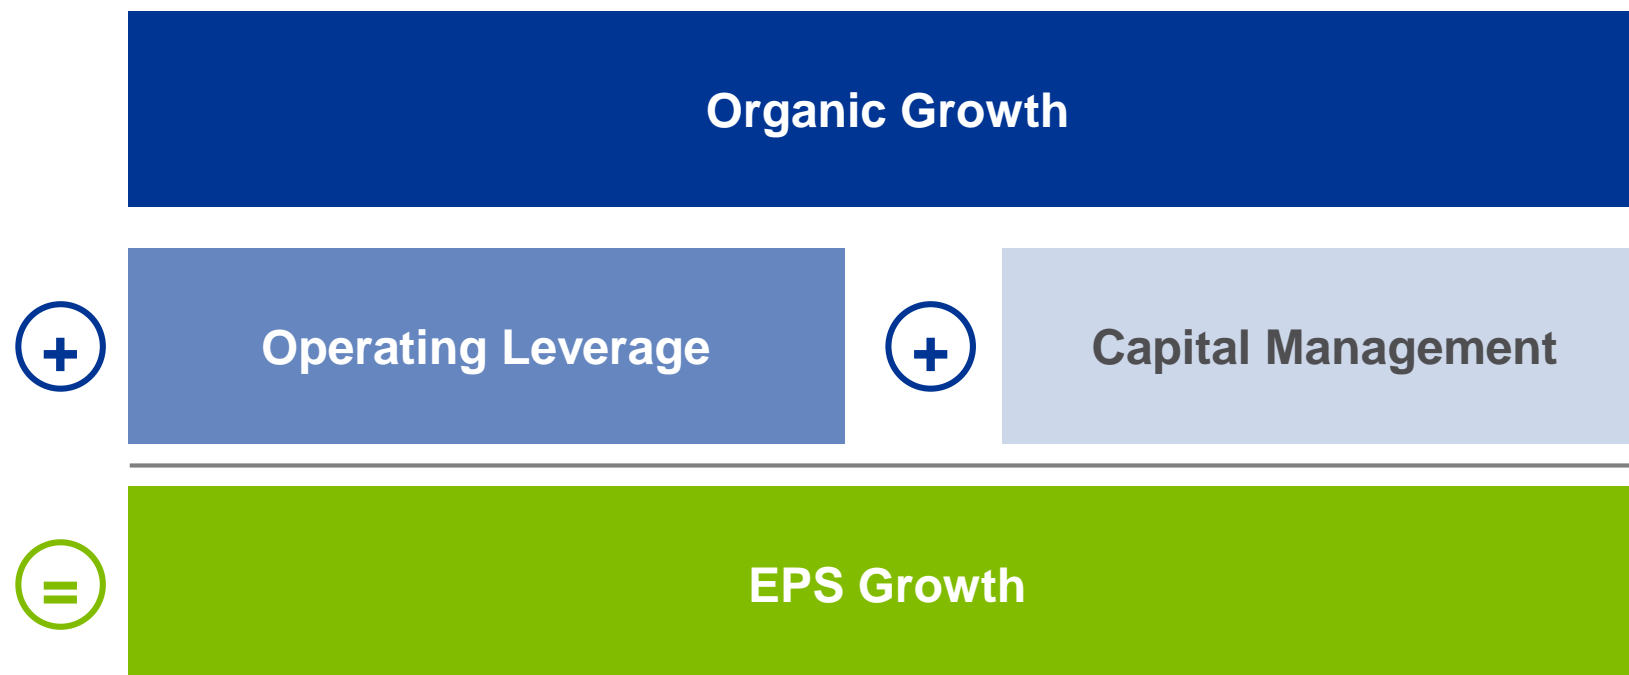 Organic Growth
+ Operating Leverage + Capital Management
= EPS Growth